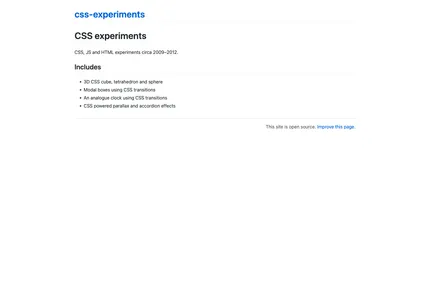 css-experiments
CSS experiments
CSS, JS and HTML experiments circa 2009–2012.
Includes
3D CSS cube, tetrahedron and sphere
Modal boxes using CSS transitions
An analogue clock using CSS transitions
CSS powered parallax and accordion effects
This site is open source. Improve this page.